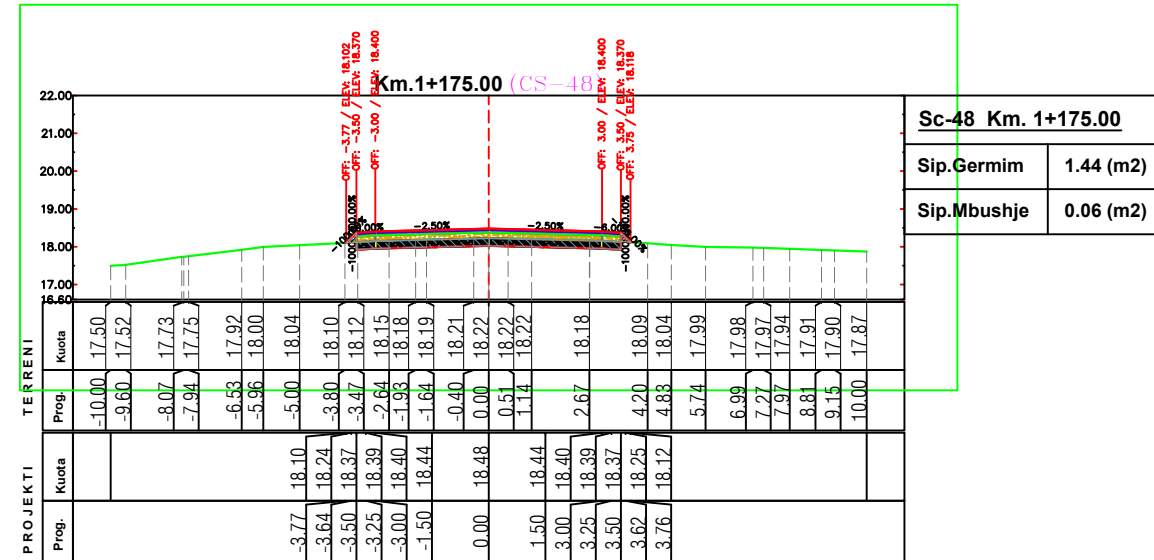 OFF: -3.77 / ELEV: 18.102
OFF: -3.50 / ELEV: 18.370
OFF: -3.00 / ELEV: 18.400
OFF: 3.00 / ELEV: 18.400
OFF: 3.50 / ELEV: 18.370
OFF: 3.75 / ELEV: 18.118
Km.1+175.00 (CS-48)
22.00
21.00
20.00
19.00
18.00
17.00
16.60
-2.50% -2.50%
Sc-48 Km. 1+175.00
Sip.Germim 1.44 (m2)
Sip.Mbushje 0.06 (m2)
TERRENI
Kuota 17.50 17.52 17.73 17.75 17.92 18.00 18.04 18.10 18.12 18.15 18.18 18.19 18.21 18.22 18.22 18.22 18.18 18.09 18.04 17.99 17.98 17.97 17.94 17.91 17.90 17.87
Prog. -10.00 -9.60 -8.07 -7.94 -6.53 -5.96 -5.00 -3.80 -3.47 -2.64 -1.93 -1.64 -0.40 0.00 0.51 1.14 2.67 4.20 4.83 5.74 6.99 7.27 7.97 8.81 9.15 10.00
PROJEKTI
Kuota 18.10 18.24 18.37 18.39 18.40 18.44 18.48 18.44 18.40 18.39 18.37 18.25 18.12
Prog. -3.77 -3.64 -3.50 -3.25 -3.00 -1.50 0.00 1.50 3.00 3.25 3.50 3.62 3.76